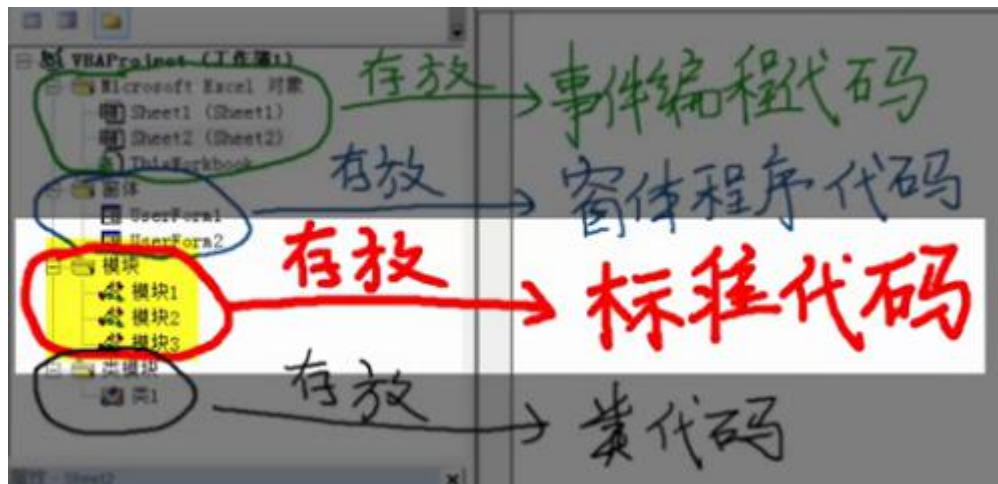 VBAProject (工作簿1)
Microsoft Excel 对象
存放 事件编程代码
Sheet1 (Sheet1)
Sheet2 (Sheet2)
ThisWorkbook
存放 窗体程序代码
窗体
UserForm1
UserForm2
存放 标准代码
模块
模块1
模块2
模块3
类模块
存放 类代码
类1
属性 - Sheet2